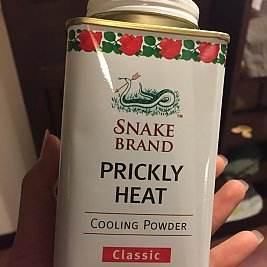 SNAKE
BRAND
PRICKLY
HEAT
COOLING POWDER
Classic